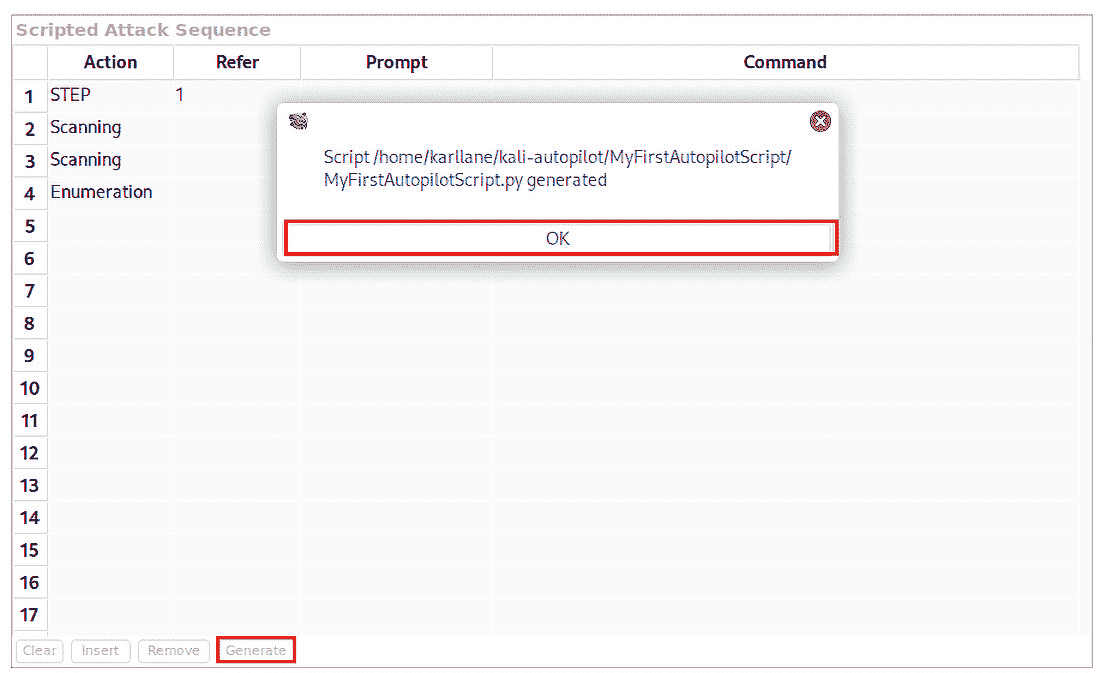 Scripted Attack Sequence
Action Refer Prompt Command
1 STEP 1
2 Scanning
3 Scanning
4 Enumeration
5
6
7
8
9
10
11
12
13
14
15
16
17
Script /home/karllane/kali-autopilot/MyFirstAutopilotScript/
MyFirstAutopilotScript.py generated
OK
Clear Insert Remove Generate